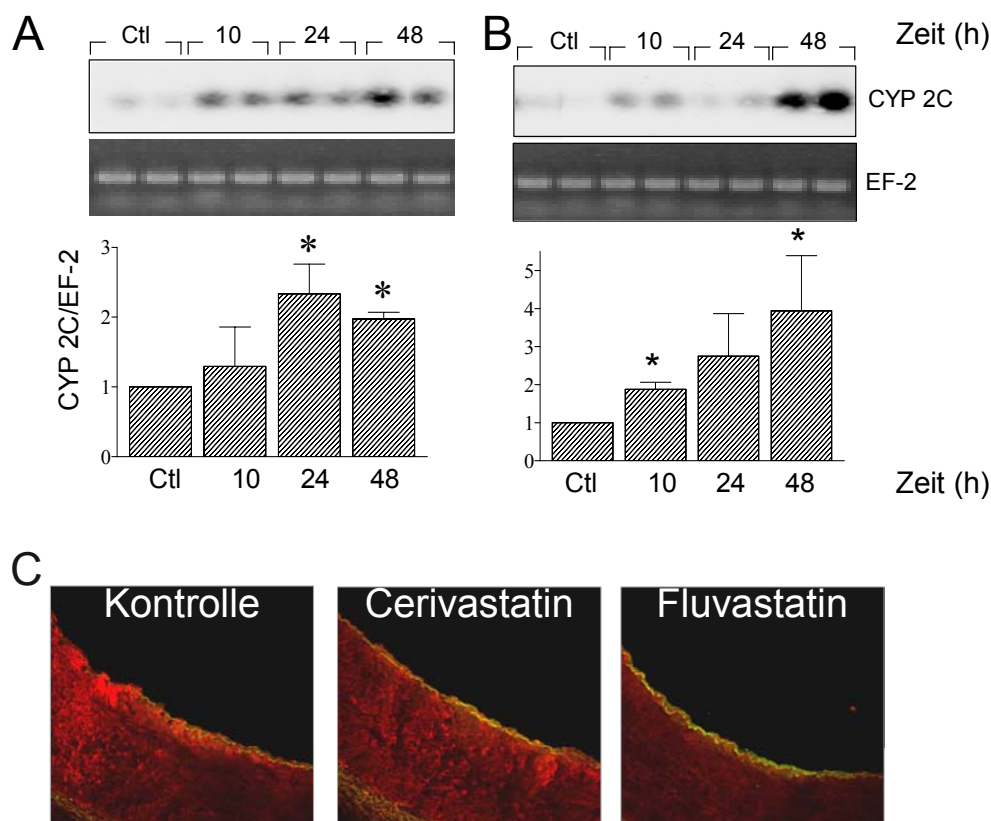 A
Ctl 10 24 48
B
Ctl 10 24 48
Zeit (h)
CYP 2C
EF-2
CYP 2C/EF-2
3
2
1
0
* *
Ctl 10 24 48
5
4
3
2
1
0
* *
Ctl 10 24 48
Zeit (h)
C
Kontrolle
Cerivastatin
Fluvastatin